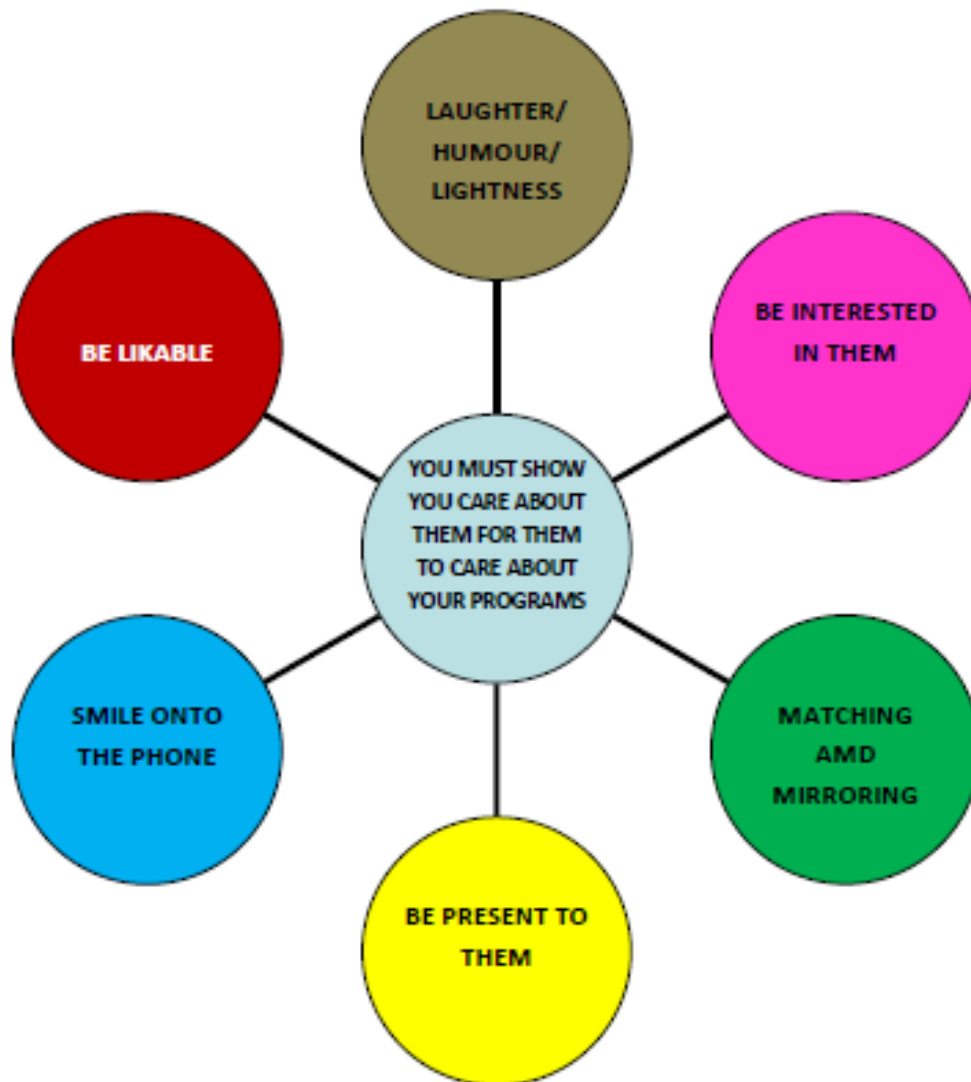 LAUGHTER/
HUMOUR/
LIGHTNESS
BE INTERESTED
IN THEM
BE LIKABLE
YOU MUST SHOW
YOU CARE ABOUT
THEM FOR THEM
TO CARE ABOUT
YOUR PROGRAMS
SMILE ONTO
THE PHONE
MATCHING
AMD
MIRRORING
BE PRESENT TO
THEM